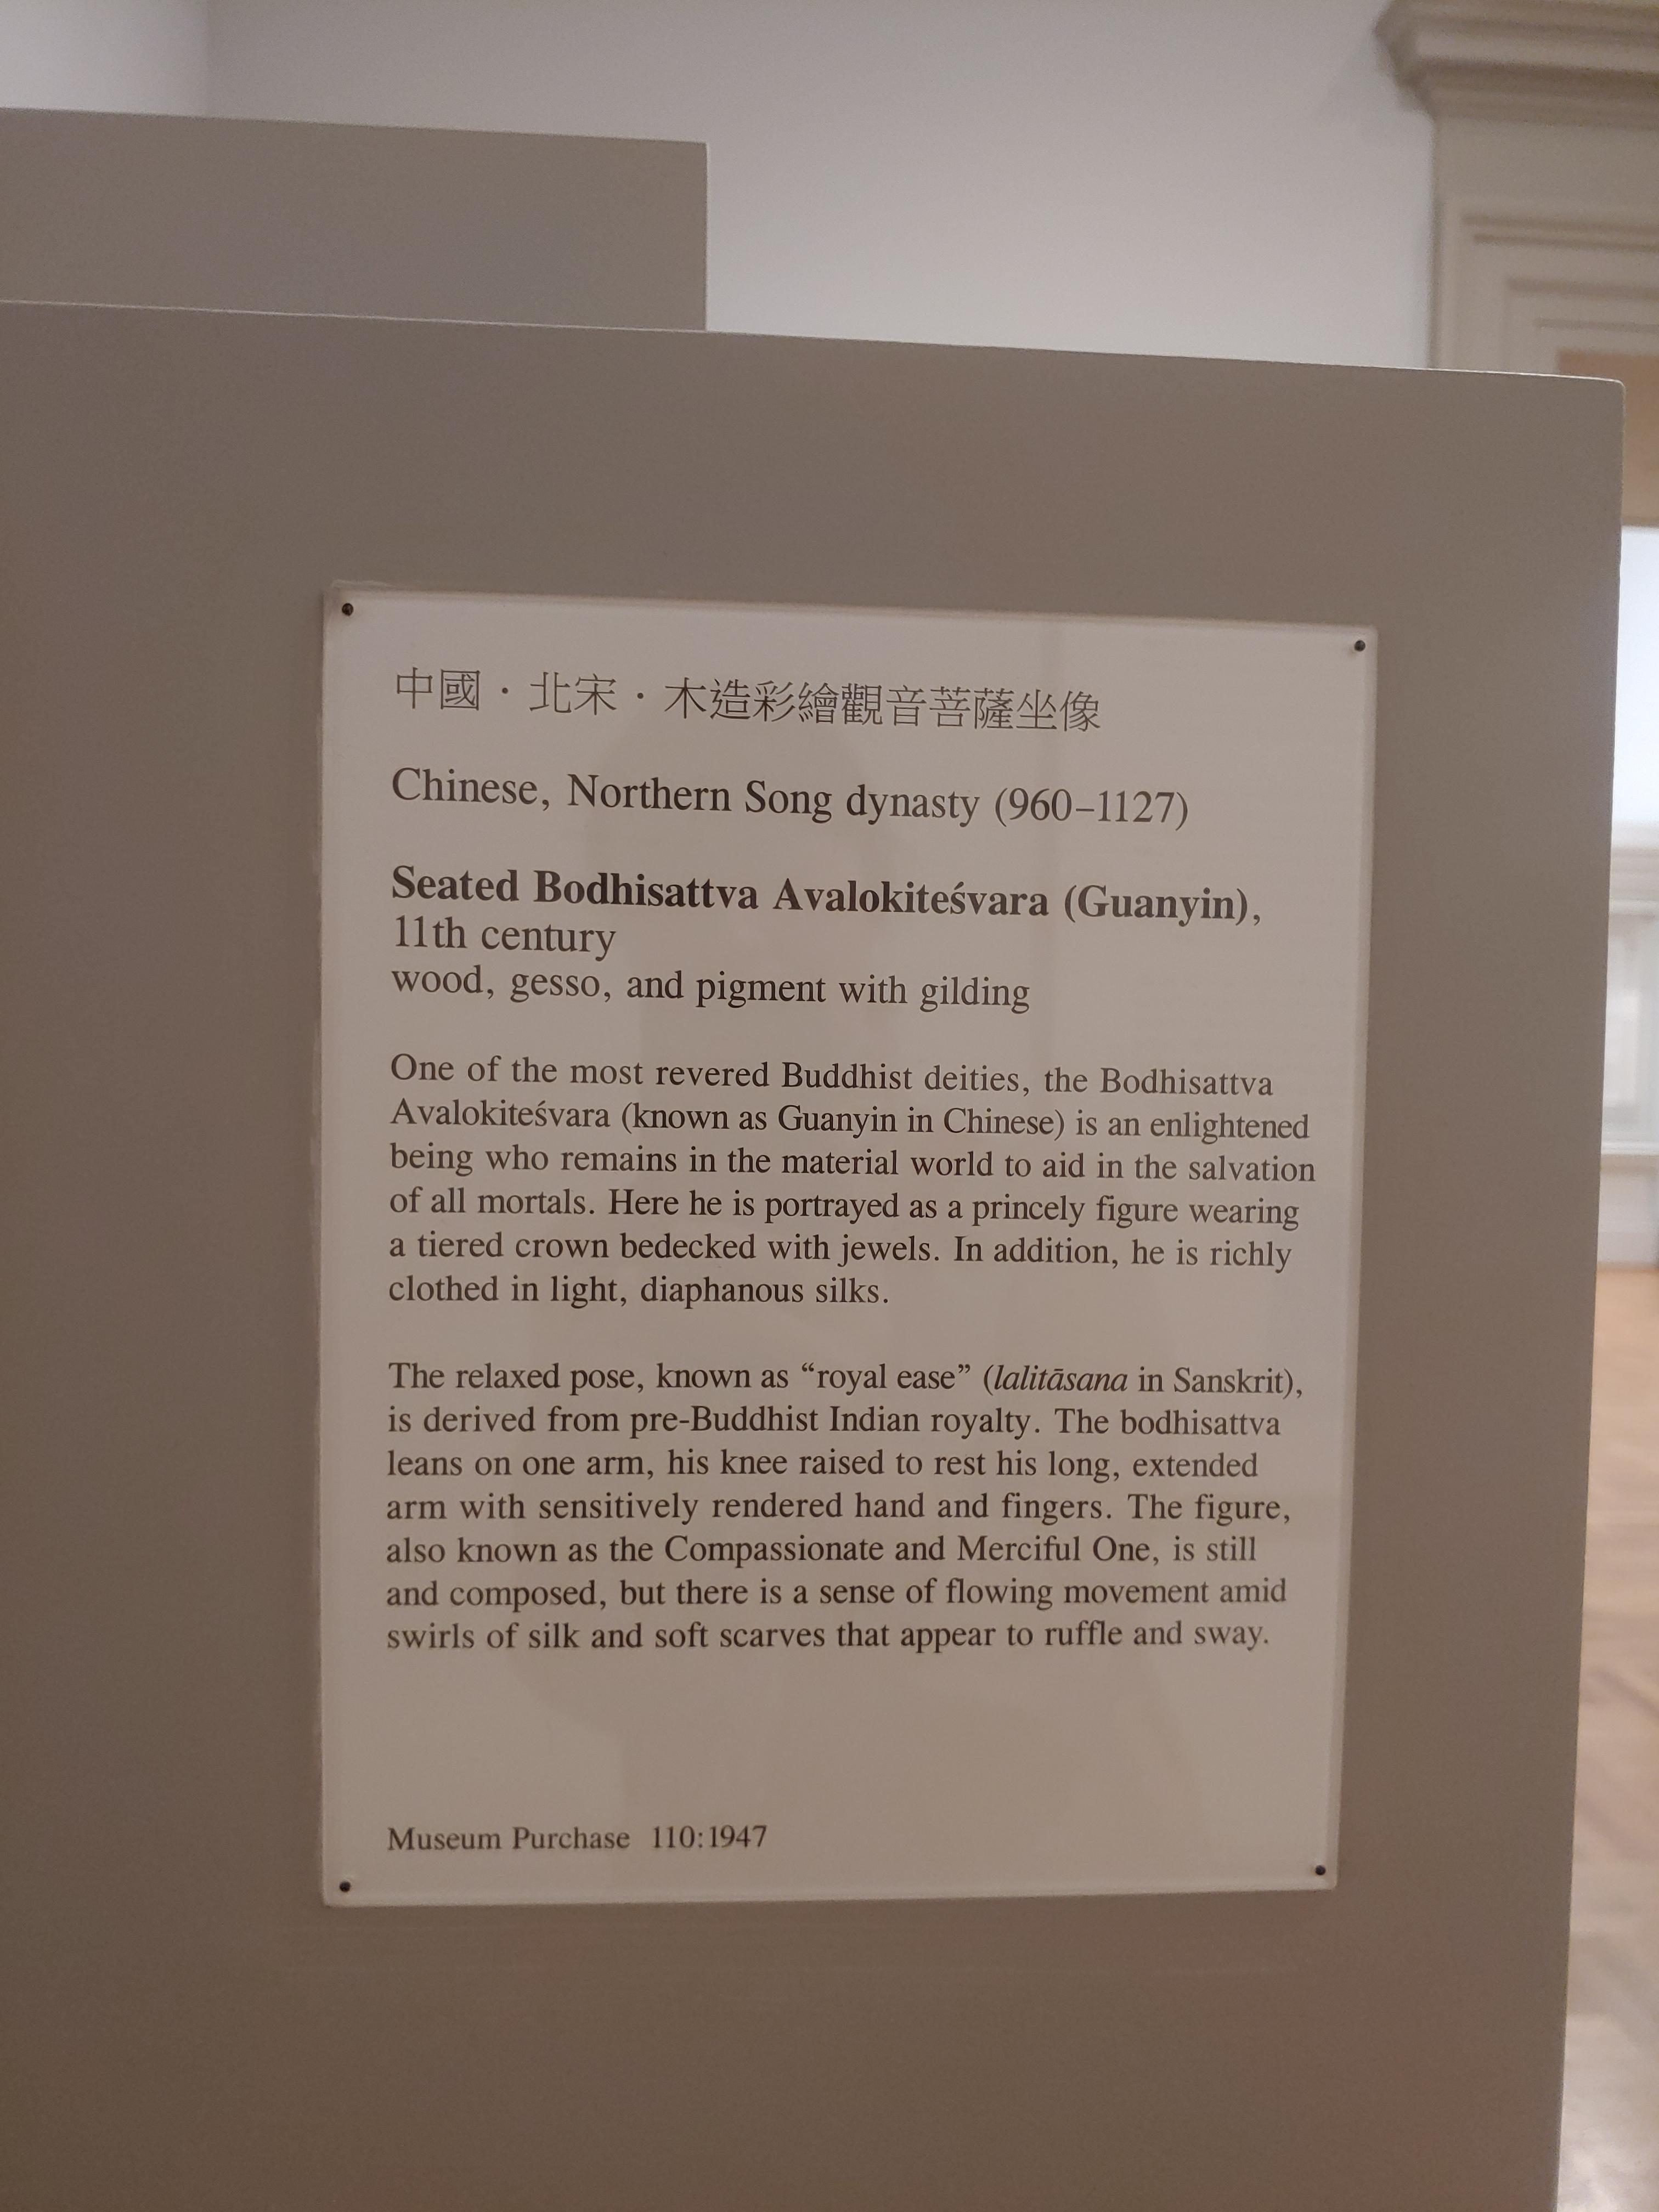 中國・北宋・木造彩繪觀音菩薩坐像
Chinese, Northern Song dynasty (960–1127)
Seated Bodhisattva Avalokiteśvara (Guanyin),
11th century
wood, gesso, and pigment with gilding
One of the most revered Buddhist deities, the Bodhisattva
Avalokiteśvara (known as Guanyin in Chinese) is an enlightened
being who remains in the material world to aid in the salvation
of all mortals. Here he is portrayed as a princely figure wearing
a tiered crown bedecked with jewels. In addition, he is richly
clothed in light, diaphanous silks.
The relaxed pose, known as “royal ease” (lalitāsana in Sanskrit),
is derived from pre-Buddhist Indian royalty. The bodhisattva
leans on one arm, his knee raised to rest his long, extended
arm with sensitively rendered hand and fingers. The figure,
also known as the Compassionate and Merciful One, is still
and composed, but there is a sense of flowing movement amid
swirls of silk and soft scarves that appear to ruffle and sway.
Museum Purchase 110:1947